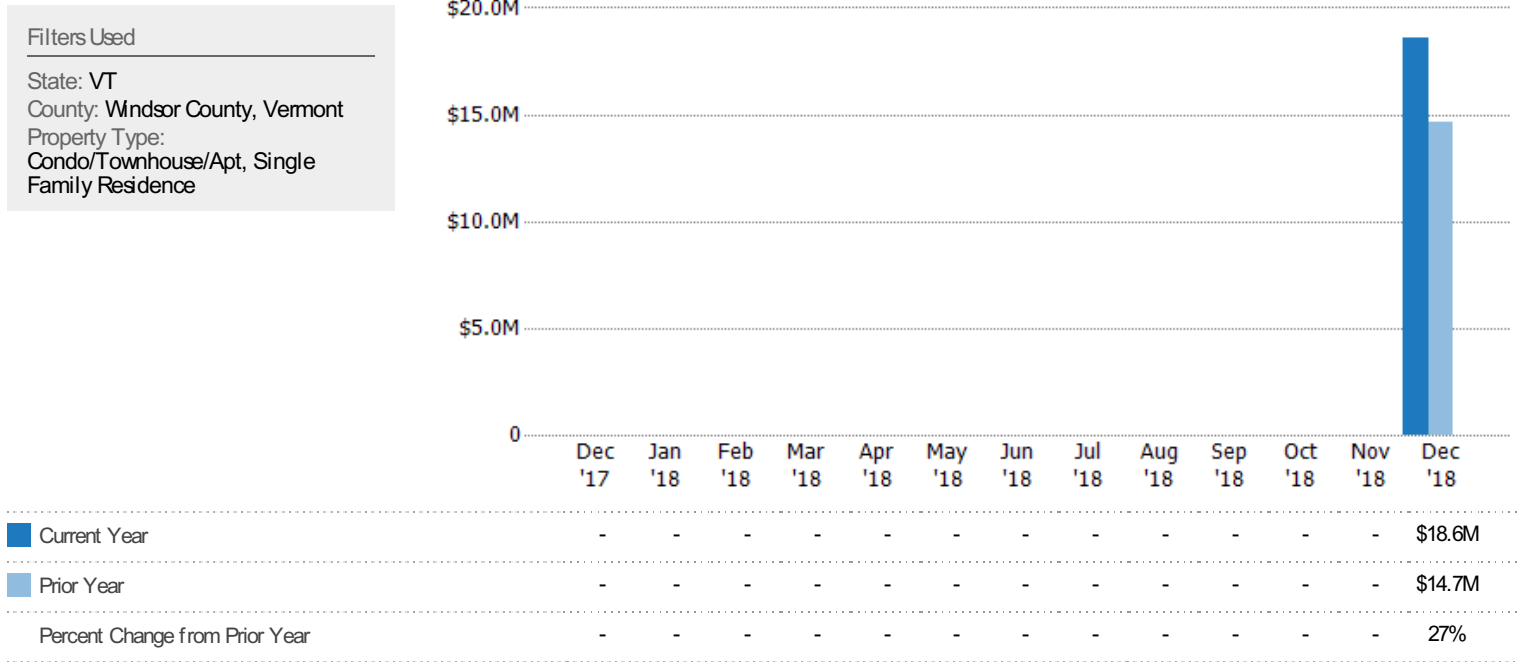 Filters Used
State: VT
County: Windsor County, Vermont
Property Type:
Condo/Townhouse/Apt, Single
Family Residence
$20.0M
$15.0M
$10.0M
$5.0M
0
Dec Jan Feb Mar Apr May Jun Jul Aug Sep Oct Nov Dec
'17 '18 '18 '18 '18 '18 '18 '18 '18 '18 '18 '18 '18
Current Year - - - - - - - - - - - - $18.6M
Prior Year - - - - - - - - - - - - $14.7M
Percent Change from Prior Year - - - - - - - - - - - - 27%